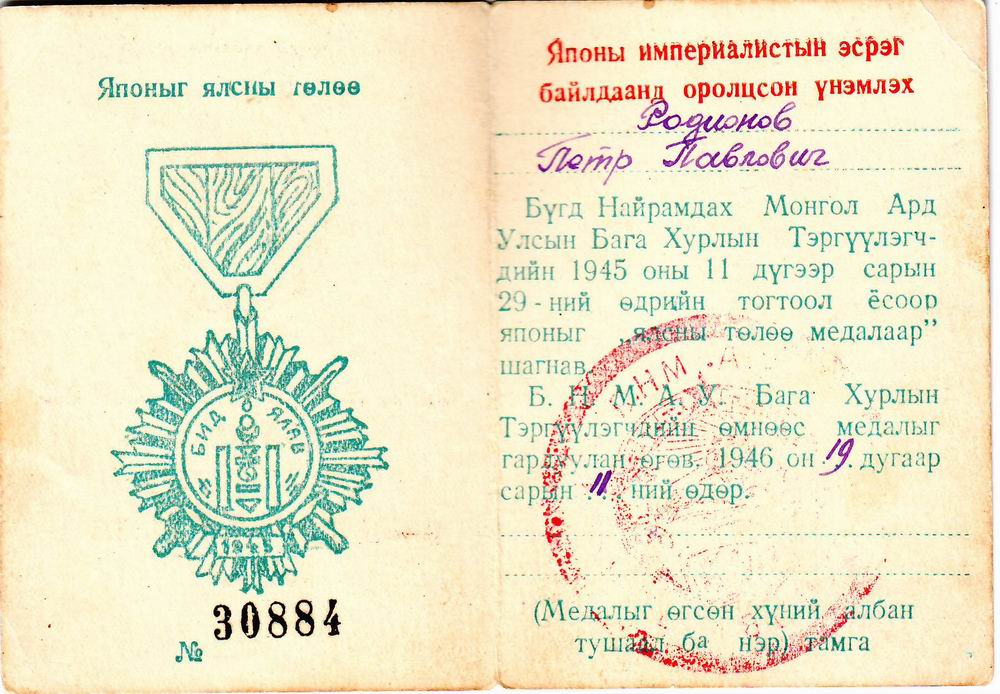 Японыг ялсны төлөө
БИД ЯЛАВ
1945
30884
№
Японы империалистын эсрэг
байлдаанд оролцсон үнэмлэх
Родионов
Петр Павлович
Бүгд Найрамдах Монгол Ард
Улсын Бага Хурлын Тэргүүлэгч-
дийн 1945 оны 11 дүгээр сарын
29-ний өдрийн тогтоол ёсоор
японыг „ялсны төлөө медалаар”
шагнав.
Б. Н. М. А. У. Бага Хурлын
Тэргүүлэгчдийн өмнөөс медалыг
гардуулан өгөв. 1946 он 19 дугаар
сарын 11 ний өдөр.
(Медалыг өгсөн хүний албан
тушаал ба нэр) тамга